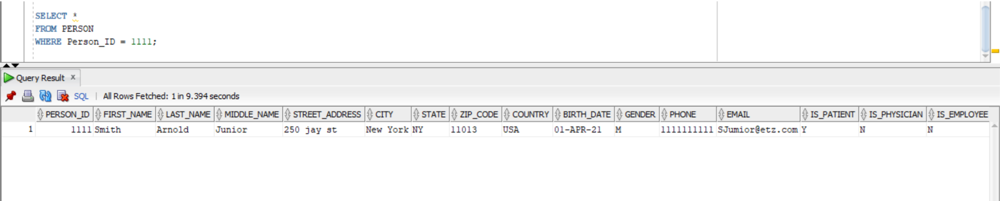 SELECT *
FROM PERSON
WHERE Person_ID = 1111;
Query Result x
SQL | All Rows Fetched: 1 in 9.394 seconds
PERSON_ID FIRST_NAME LAST_NAME MIDDLE_NAME STREET_ADDRESS CITY STATE ZIP_CODE COUNTRY BIRTH_DATE GENDER PHONE EMAIL IS_PATIENT IS_PHYSICIAN IS_EMPLOYEE
1 1111 Smith Arnold Junior 250 jay st New York NY 11013 USA 01-APR-21 M 1111111111 SJumior@etz.com Y N N